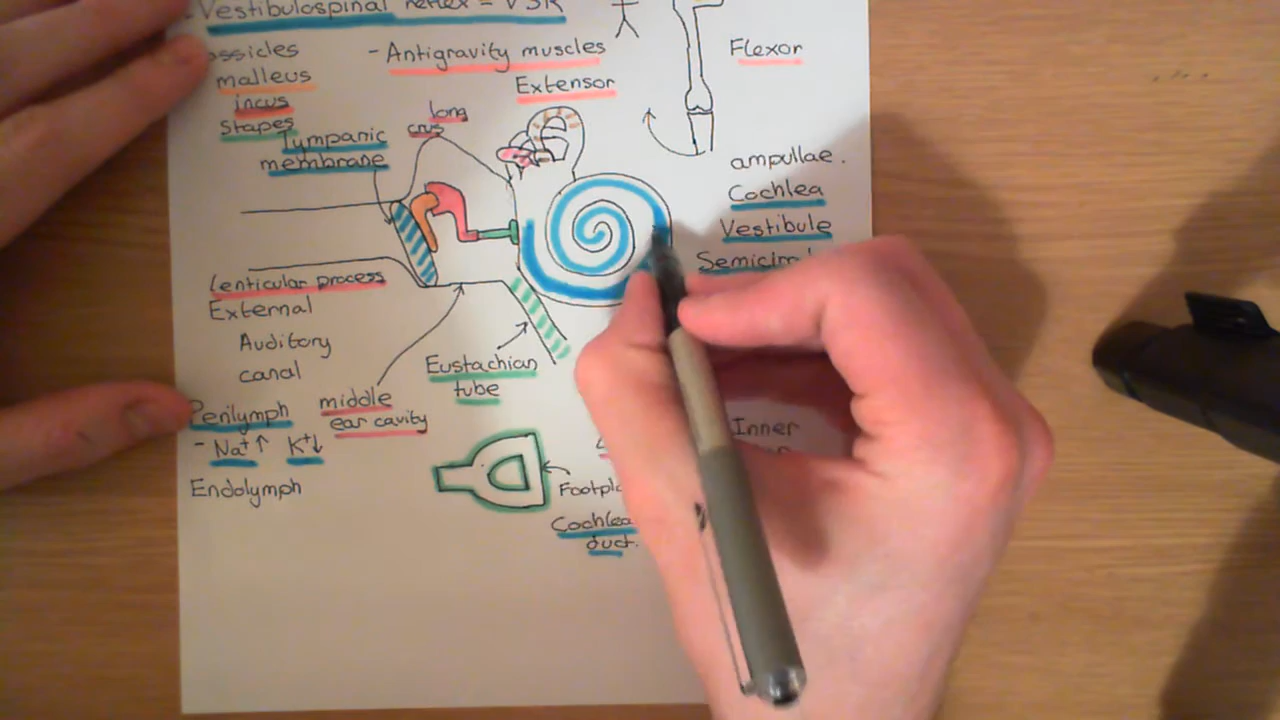 Vestibulospinal reflex = VSR
ossicles
malleus
incus
stapes
- Antigravity muscles
Extensor
Flexor
long
crus
Tympanic
membrane
ampullae.
Cochlea
Vestibule
lenticular process
External
Auditory
canal
Eustachian
tube
middle
ear cavity
Perilymph
- Na+↑ K+↓
Endolymph
Inner
Cochlea
duct.